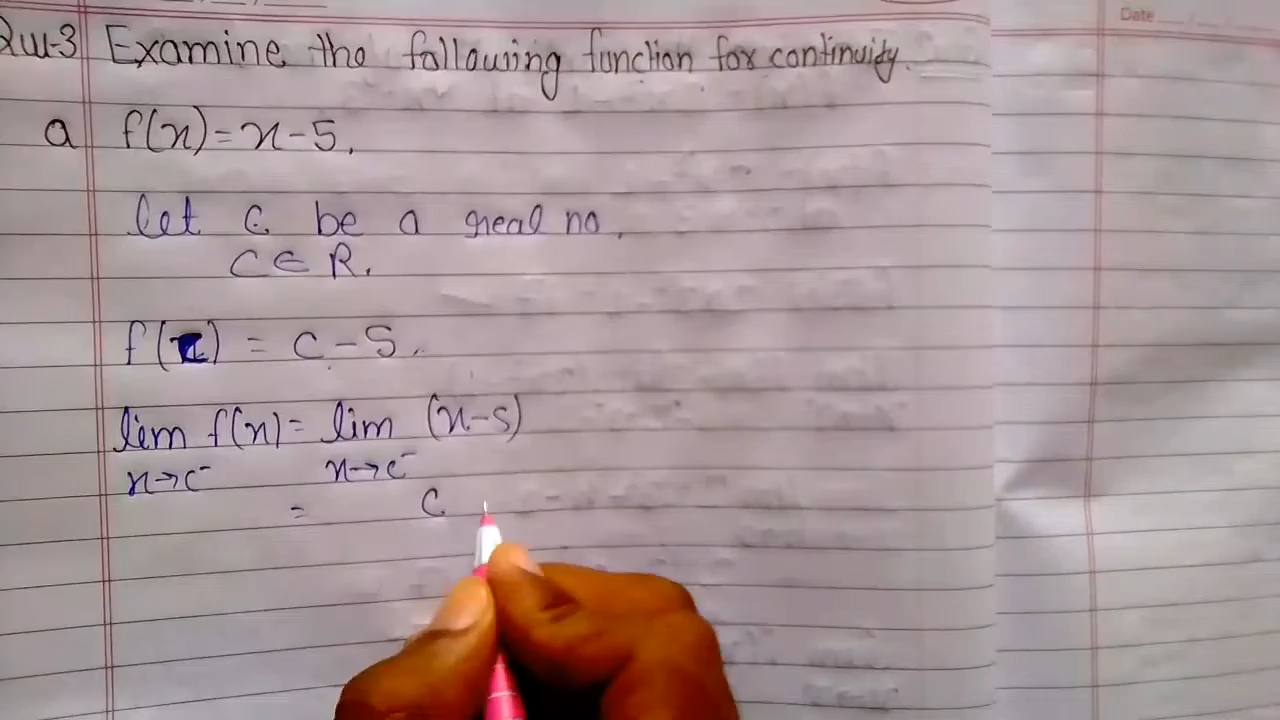 Qu-3 Examine the following function for continuity.
Date
a f(x)=x-5.
let C be a real no.
C∈R.
f(c) = c-5.
lim f(x)= lim (x-5)
x→c⁻ x→c⁻
= C